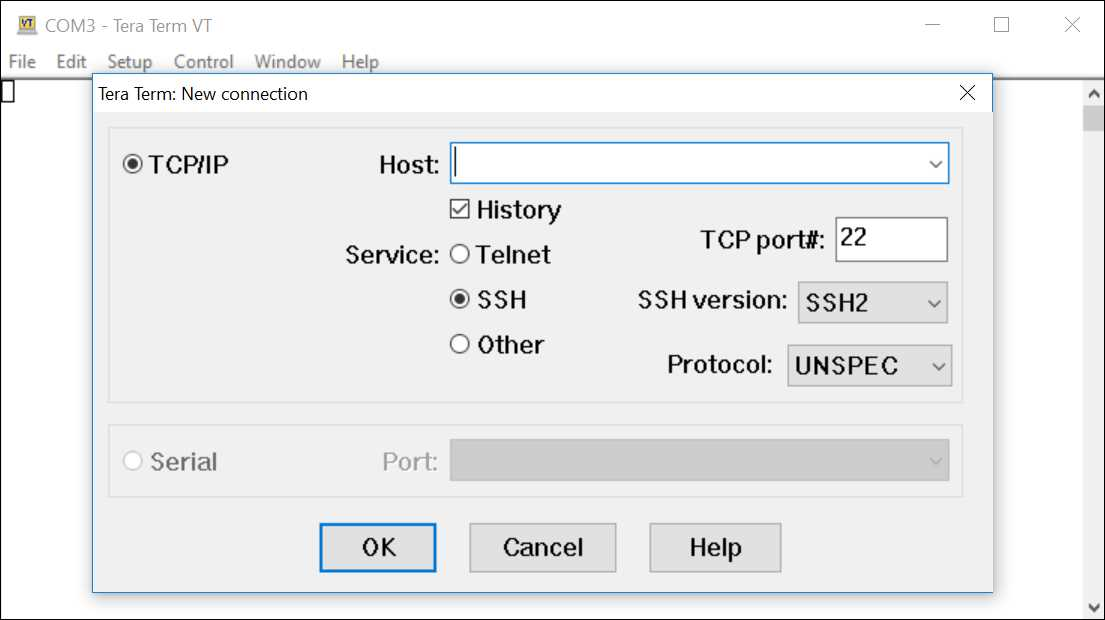 VT
COM3 - Tera Term VT
File Edit Setup Control Window Help
Tera Term: New connection
TCP/IP Host:
History
TCP port#: 22
Service: Telnet
SSH SSH version: SSH2
Other
Protocol: UNSPEC
Serial Port:
OK Cancel Help